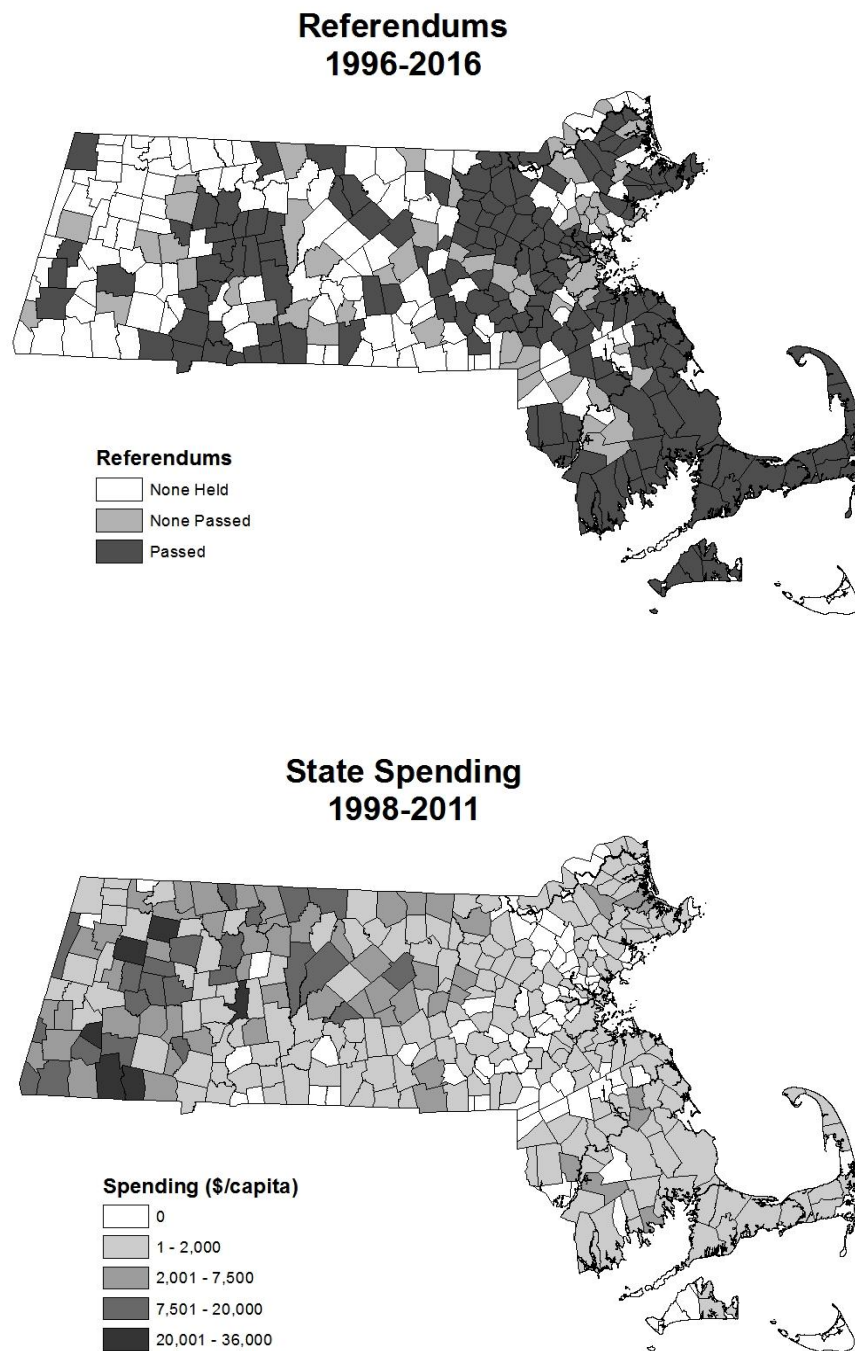 Referendums
1996-2016
Referendums
None Held
None Passed
Passed
State Spending
1998-2011
Spending ($/capita)
0
1 - 2,000
2,001 - 7,500
7,501 - 20,000
20,001 - 36,000